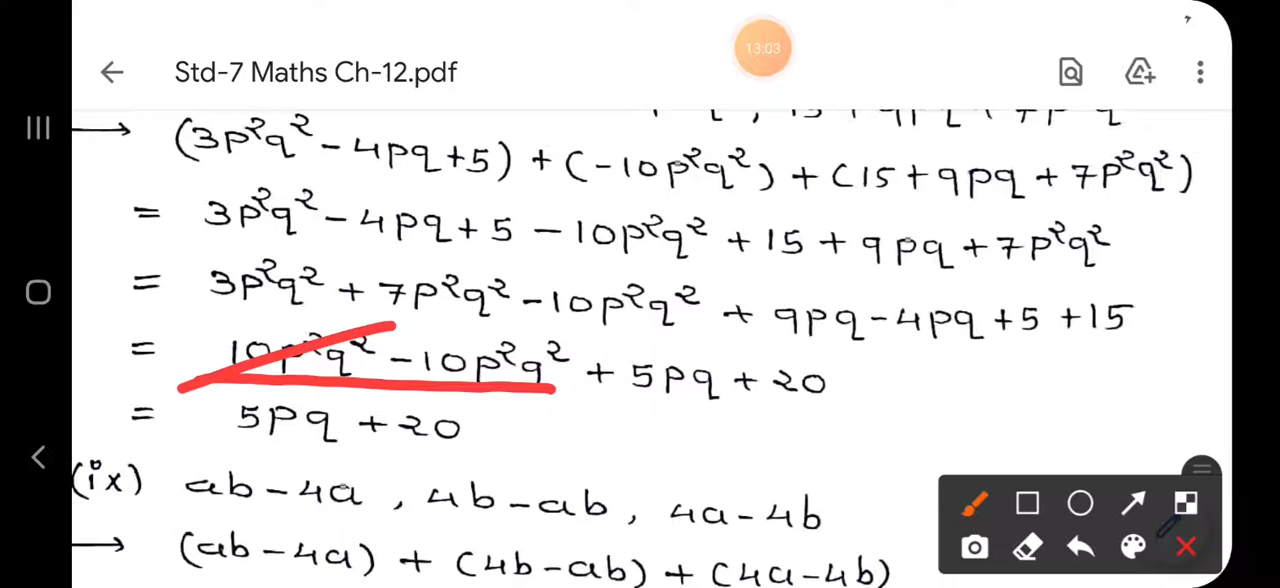 13:03
Std-7 Maths Ch-12.pdf
(3p²q² - 4pq + 5) + (-10p²q²) + (15 + 9pq + 7p²q²)
= 3p²q² - 4pq + 5 - 10p²q² + 15 + 9pq + 7p²q²
= 3p²q² + 7p²q² - 10p²q² + 9pq - 4pq + 5 + 15
= 10p²q² - 10p²q² + 5pq + 20
= 5pq + 20
(ix) ab - 4a , 4b - ab , 4a - 4b
→ (ab - 4a) + (4b - ab) + (4a - 4b)